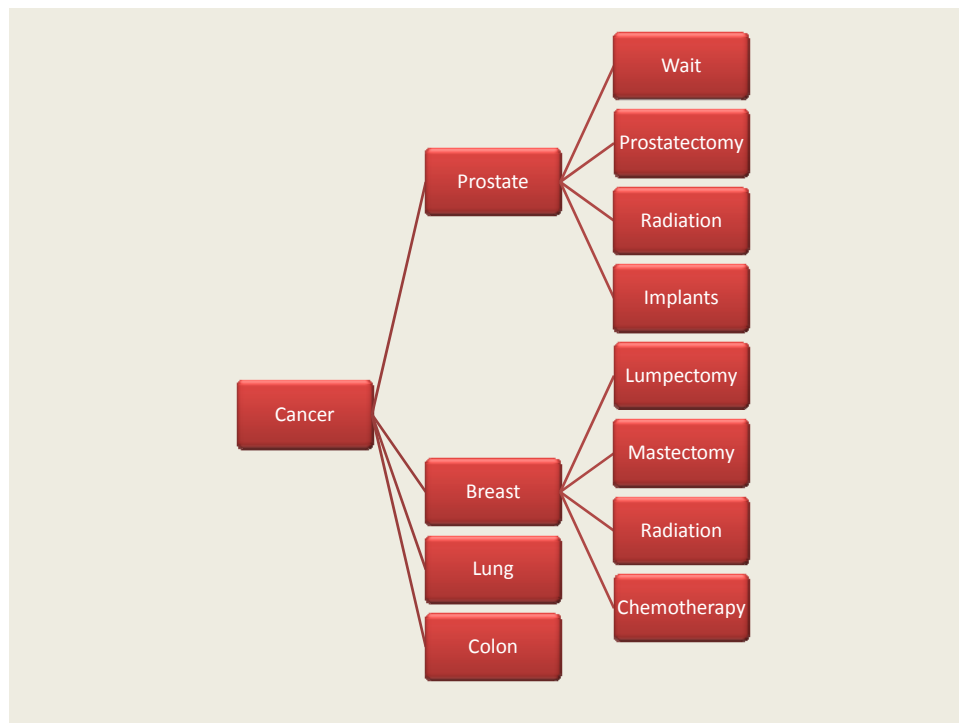 Wait
Prostatectomy
Prostate
Radiation
Implants
Lumpectomy
Cancer
Mastectomy
Breast
Radiation
Lung
Chemotherapy
Colon